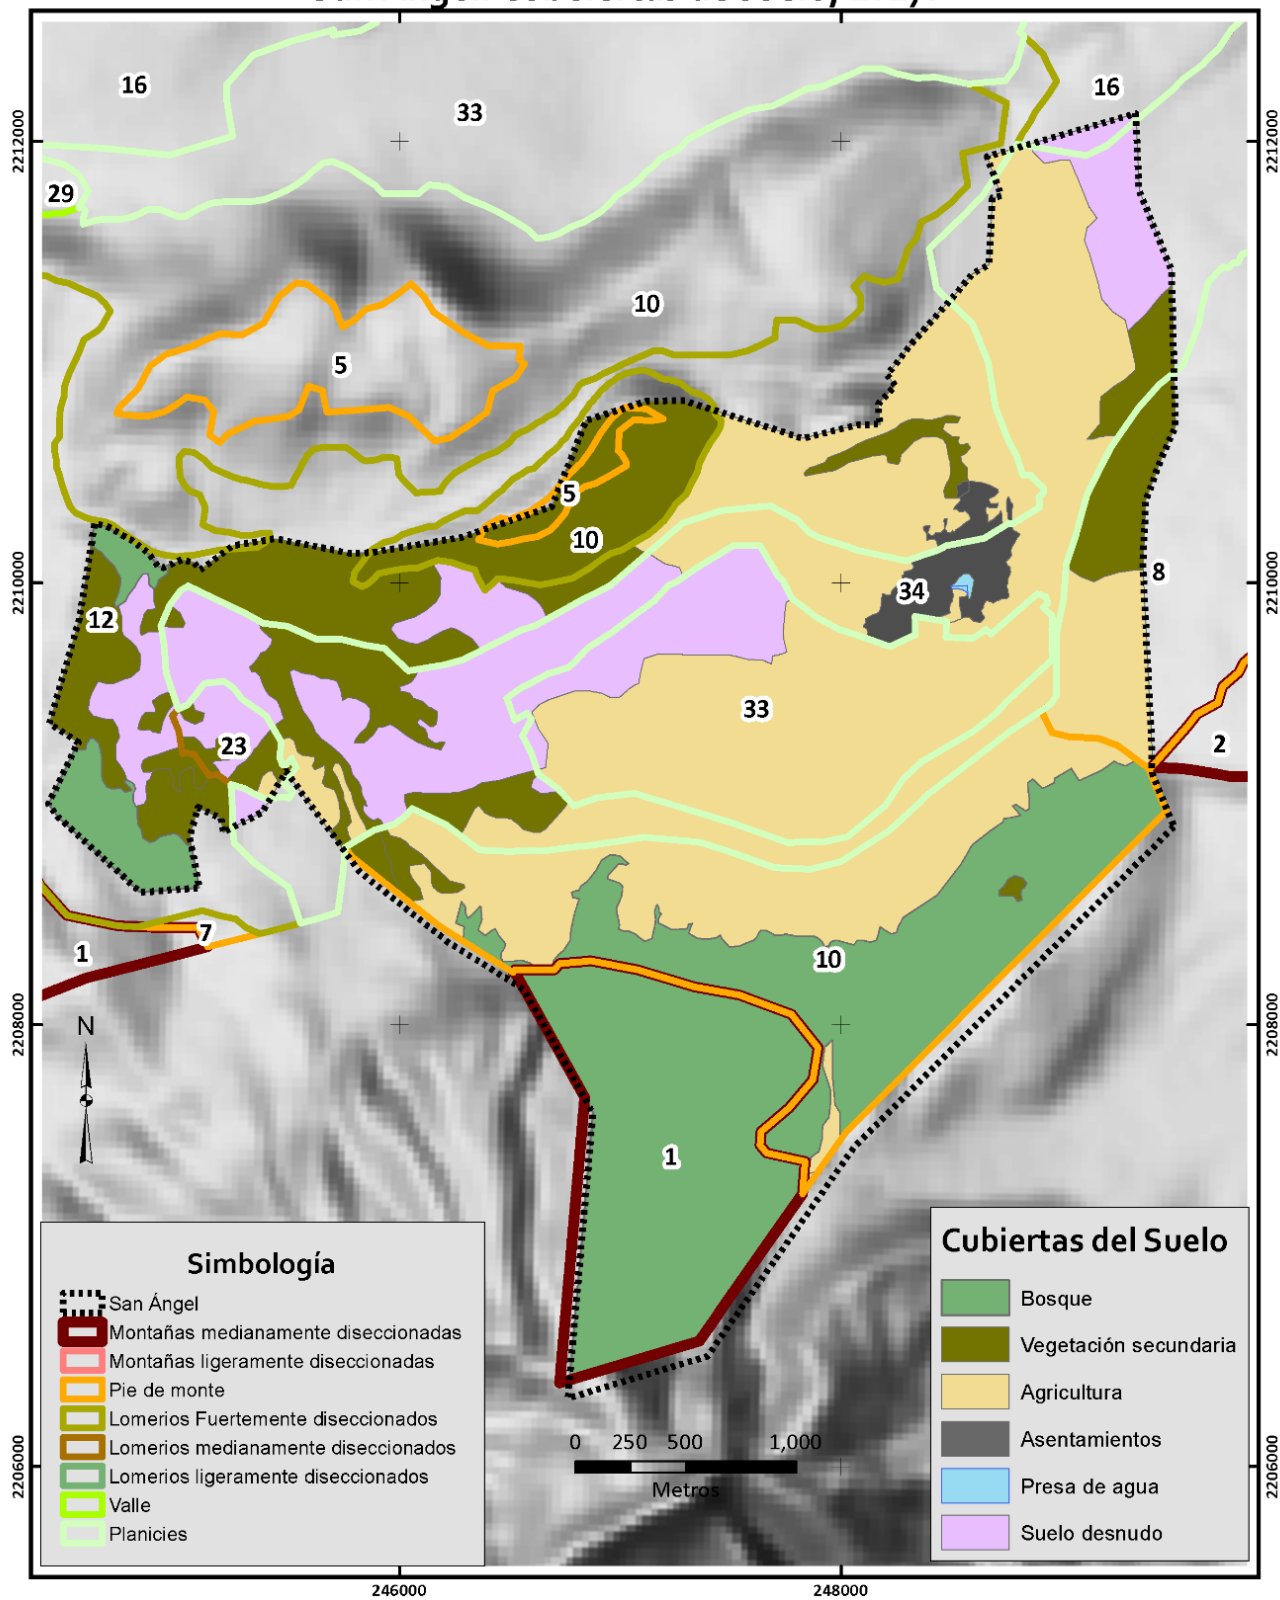 16
33
16
29
10
5
5
10
12
34
8
33
23
2
7
1
10
1
N
2212000
2210000
2208000
2206000
2212000
2210000
2208000
2206000
Simbología
San Ángel
Montañas medianamente diseccionadas
Montañas ligeramente diseccionadas
Pie de monte
Lomerios Fuertemente diseccionados
Lomerios medianamente diseccionados
Lomerios ligeramente diseccionados
Valle
Planicies
0 250 500 1,000
Metros
Cubiertas del Suelo
Bosque
Vegetación secundaria
Agricultura
Asentamientos
Presa de agua
Suelo desnudo
246000
248000